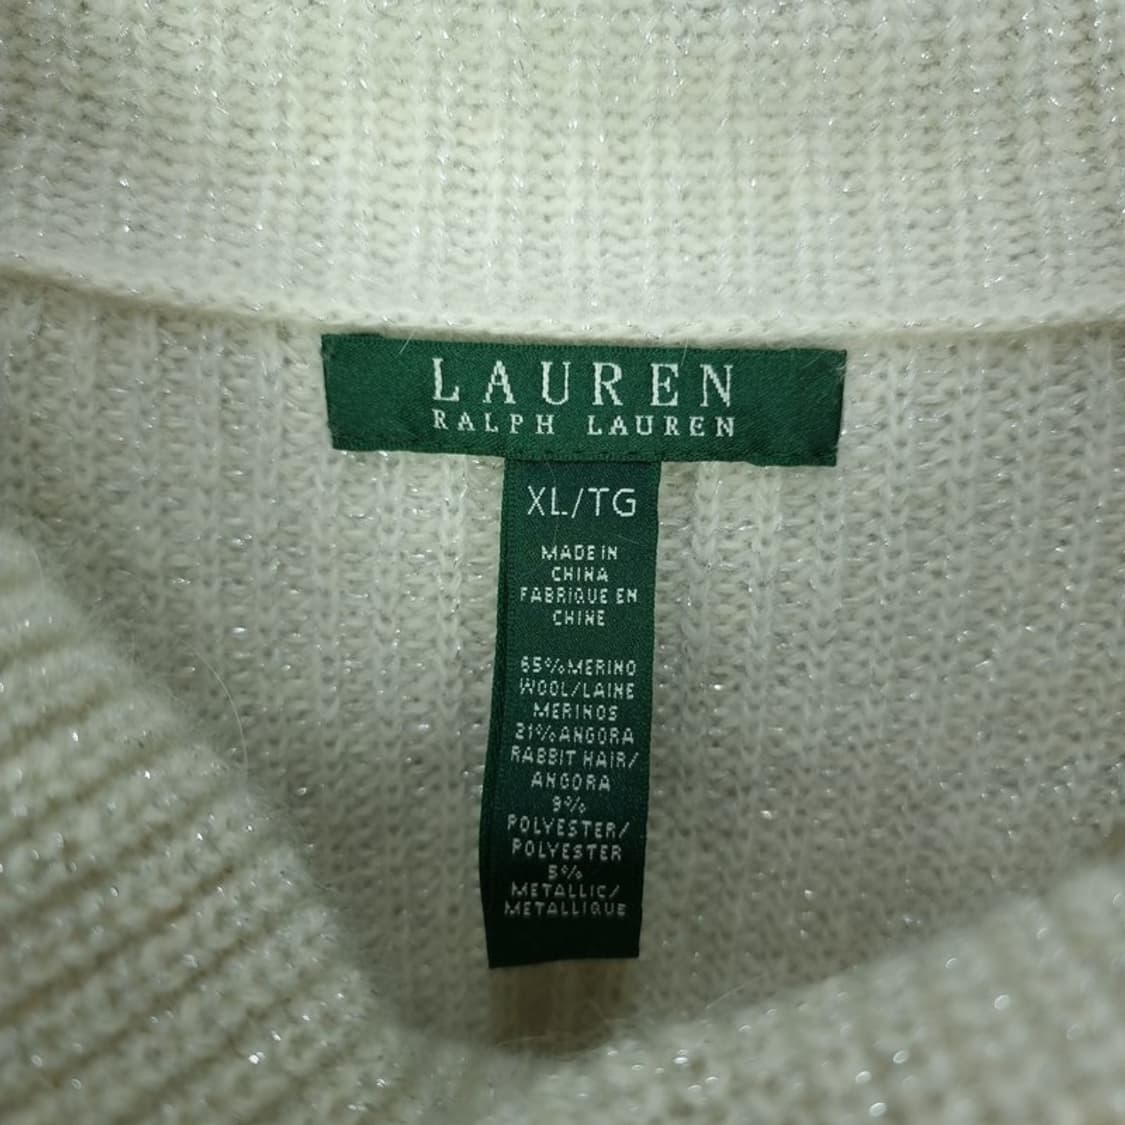 LAUREN
RALPH LAUREN
XL/TG
MADE IN
CHINA
FABRIQUE EN
CHINE
65%MERINO
WOOL/LAINE
MERINOS
21%ANGORA
RABBIT HAIR/
ANGORA
9%
POLYESTER/
POLYESTER
5%
METALLIC/
METALLIQUE